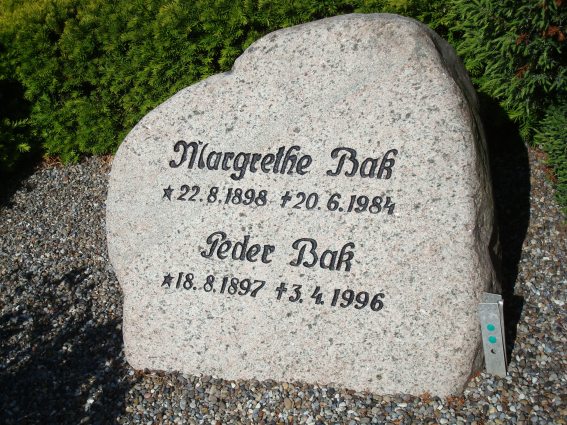 Margrethe Bak
* 22.8.1898 † 20.6.1984
Peder Bak
* 18.8.1897 † 3.4.1996